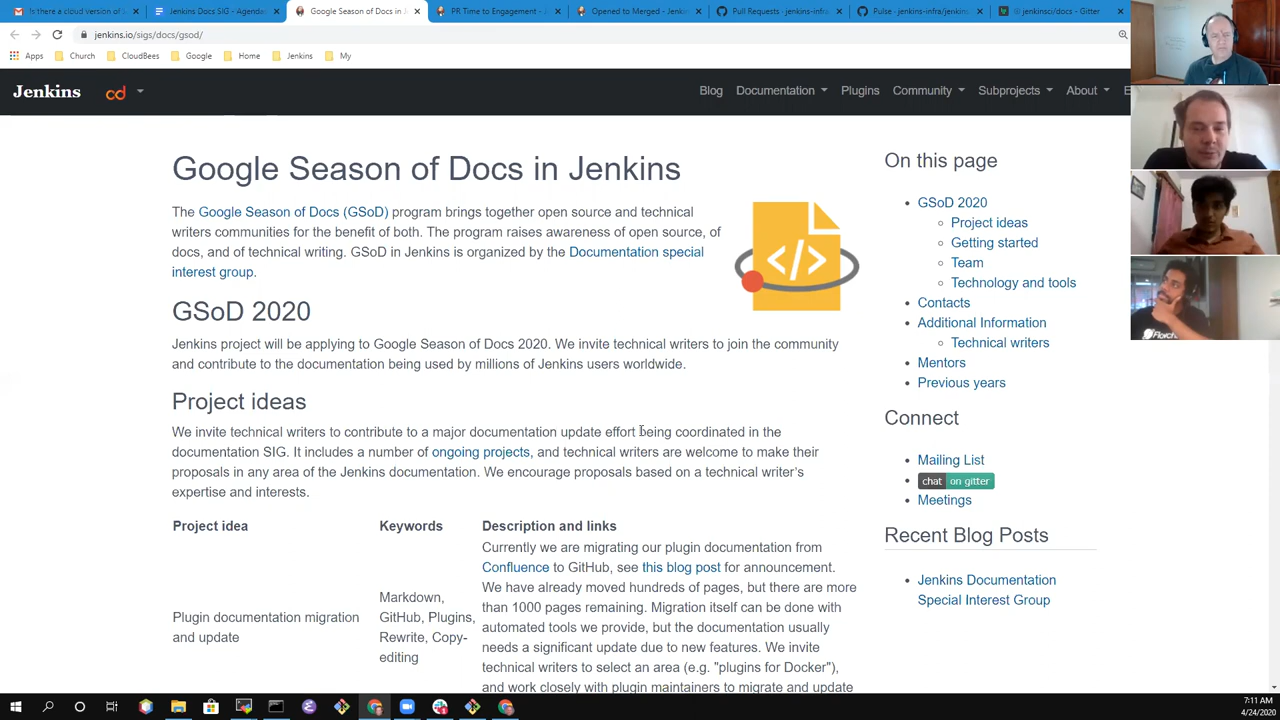 Is there a cloud version of
Jenkins Docs SIG - Agenda
Google Season of Docs in J
PR Time to Engagement -
Opened to Merged - Jenkin
Pull Requests · jenkins-infra
Pulse · jenkins-infra/jenkins
jenkinsci/docs - Gitter
jenkins.io/sigs/docs/gsod/
Apps
Church
CloudBees
Google
Home
Jenkins
My
Jenkins
cd
Blog
Documentation
Plugins
Community
Subprojects
About
Google Season of Docs in Jenkins
The Google Season of Docs (GSoD) program brings together open source and technical
writers communities for the benefit of both. The program raises awareness of open source, of
docs, and of technical writing. GSoD in Jenkins is organized by the Documentation special
interest group.
</>
GSoD 2020
Jenkins project will be applying to Google Season of Docs 2020. We invite technical writers to join the community
and contribute to the documentation being used by millions of Jenkins users worldwide.
Project ideas
We invite technical writers to contribute to a major documentation update effort being coordinated in the
documentation SIG. It includes a number of ongoing projects, and technical writers are welcome to make their
proposals in any area of the Jenkins documentation. We encourage proposals based on a technical writer's
expertise and interests.
Project idea
Keywords
Description and links
Plugin documentation migration
and update
Markdown,
GitHub, Plugins,
Rewrite, Copy-
editing
Currently we are migrating our plugin documentation from
Confluence to GitHub, see this blog post for announcement.
We have already moved hundreds of pages, but there are more
than 1000 pages remaining. Migration itself can be done with
automated tools we provide, but the documentation usually
needs a significant update due to new features. We invite
technical writers to select an area (e.g. "plugins for Docker"),
and work closely with plugin maintainers to migrate and update
On this page
GSoD 2020
Project ideas
Getting started
Team
Technology and tools
Contacts
Additional Information
Technical writers
Mentors
Previous years
Connect
Mailing List
chat on gitter
Meetings
Recent Blog Posts
Jenkins Documentation
Special Interest Group
7:11 AM
4/24/2020